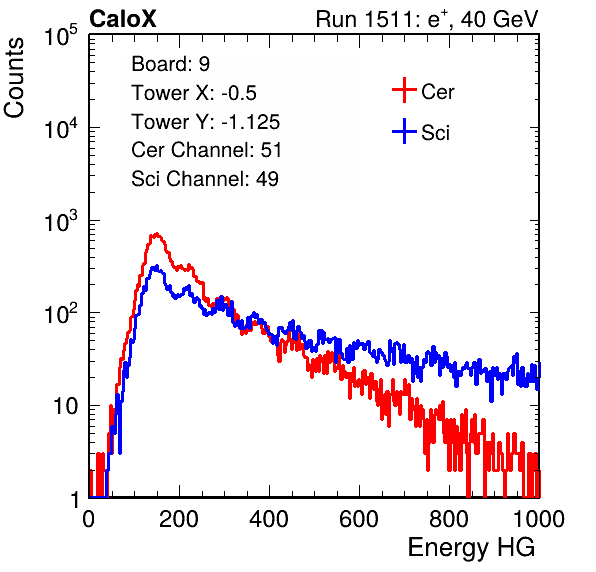 CaloX Run 1511: e⁺, 40 GeV
Counts
10⁵
10⁴
10³
10²
10
1
Board: 9
Tower X: -0.5
Tower Y: -1.125
Cer Channel: 51
Sci Channel: 49
Cer
Sci
0 200 400 600 800 1000
Energy HG